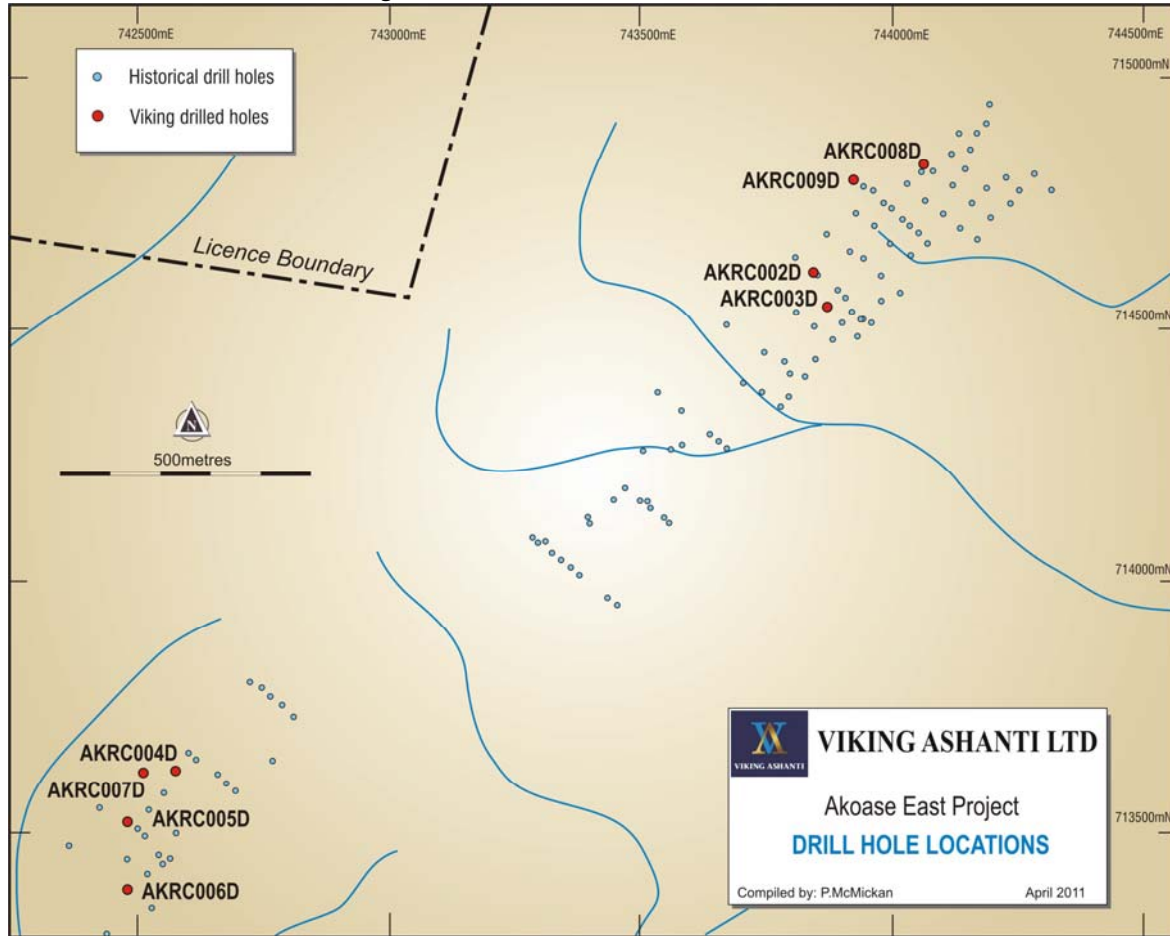 742500mE 743000mE 743500mE 744000mE 744500mE
715000mN
Historical drill holes
Viking drilled holes
AKRC008D
AKRC009D
Licence Boundary
AKRC002D
AKRC003D
714500mN
N
500metres
714000mN
AKRC004D
AKRC007D
AKRC005D
AKRC006D
713500mN
VIKING ASHANTI
VIKING ASHANTI LTD
Akoase East Project
DRILL HOLE LOCATIONS
Compiled by: P.McMickan April 2011